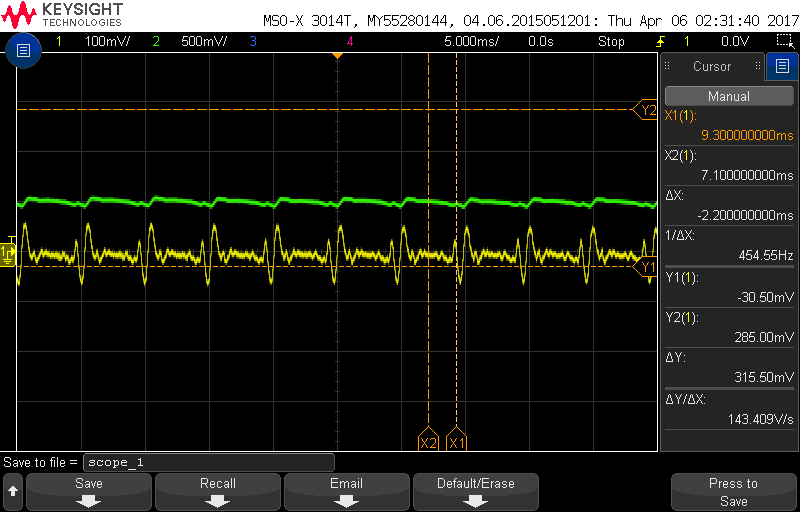 KEYSIGHT
TECHNOLOGIES
MSO-X 3014T, MY55280144, 04.06.2015051201: Thu Apr 06 02:31:40 2017
1 100mV/ 2 500mV/ 3 4 5.000ms/ 0.0s Stop 1 0.0V
Cursor
Manual
X1(1):
9.300000000ms
X2(1):
7.100000000ms
ΔX:
-2.200000000ms
1/ΔX:
454.55Hz
Y1(1):
-30.50mV
Y2(1):
285.00mV
ΔY:
315.50mV
ΔY/ΔX:
143.409V/s
Y2
T
1
Y1
X2 X1
Save to file = scope_1
Save Recall Email Default/Erase Press to
Save